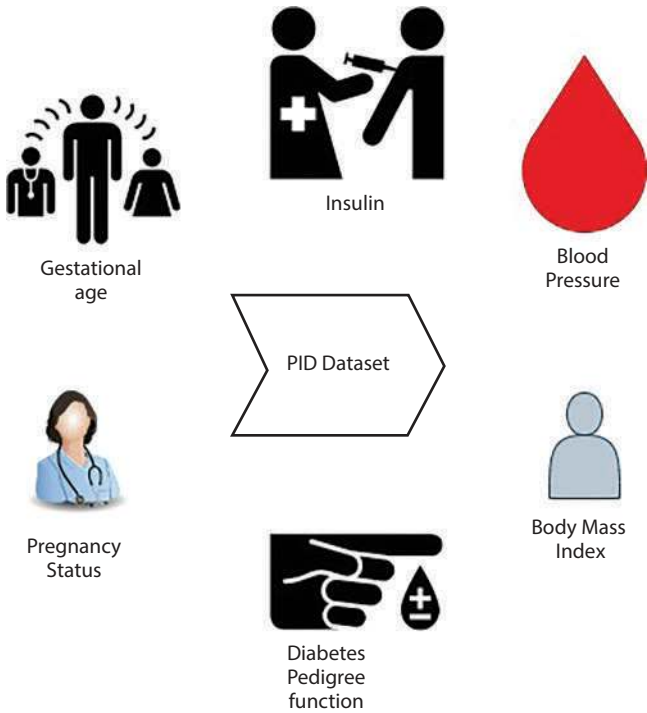 Insulin
Gestational
age
Blood
Pressure
PID Dataset
Pregnancy
Status
Body Mass
Index
Diabetes
Pedigree
function